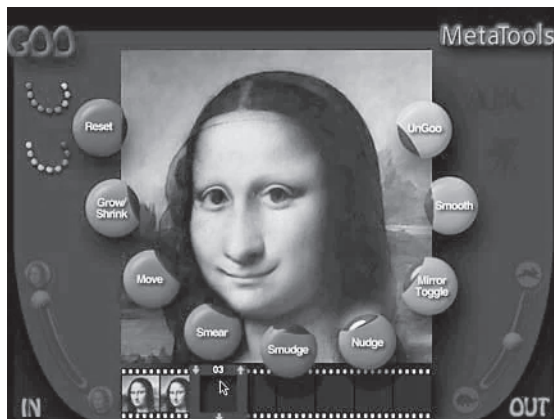 GOO
MetaTools
Reset
UnGoo
Grow/
Shrink
Smooth
Move
Mirror
Toggle
Smear
Smudge
Nudge
03
IN
OUT